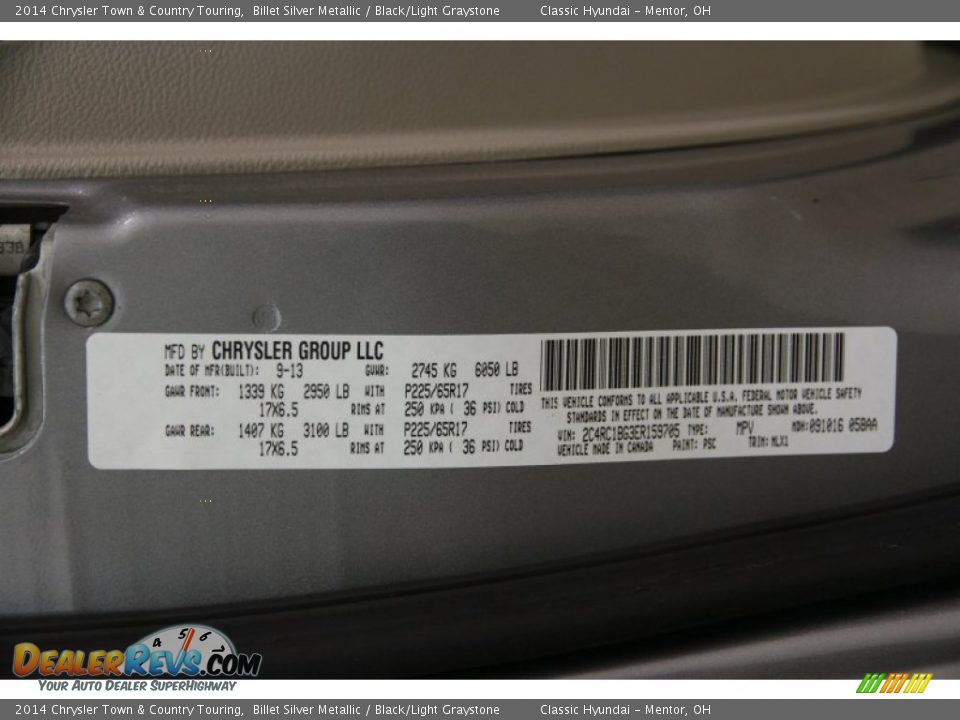 2014 Chrysler Town & Country Touring, Billet Silver Metallic / Black/Light Graystone Classic Hyundai - Mentor, OH
MFD BY CHRYSLER GROUP LLC
DATE OF MFR(BUILT): 9-13 GVWR: 2745 KG 6050 LB
GAWR FRONT: 1339 KG 2950 LB WITH P225/65R17 TIRES
17X6.5 RIMS AT 250 KPA ( 36 PSI) COLD
GAWR REAR: 1407 KG 3100 LB WITH P225/65R17 TIRES
17X6.5 RIMS AT 250 KPA ( 36 PSI) COLD
THIS VEHICLE CONFORMS TO ALL APPLICABLE U.S.A. FEDERAL MOTOR VEHICLE SAFETY
STANDARDS IN EFFECT ON THE DATE OF MANUFACTURE SHOWN ABOVE.
VIN: 2C4RC1BG3ER159705 TYPE: MPV MDH:091016 058AA
VEHICLE MADE IN CANADA PAINT: PSC TRIM: MLX1
4 5 6
DEALERREVS.COM
YOUR AUTO DEALER SUPERHIGHWAY
2014 Chrysler Town & Country Touring, Billet Silver Metallic / Black/Light Graystone Classic Hyundai - Mentor, OH